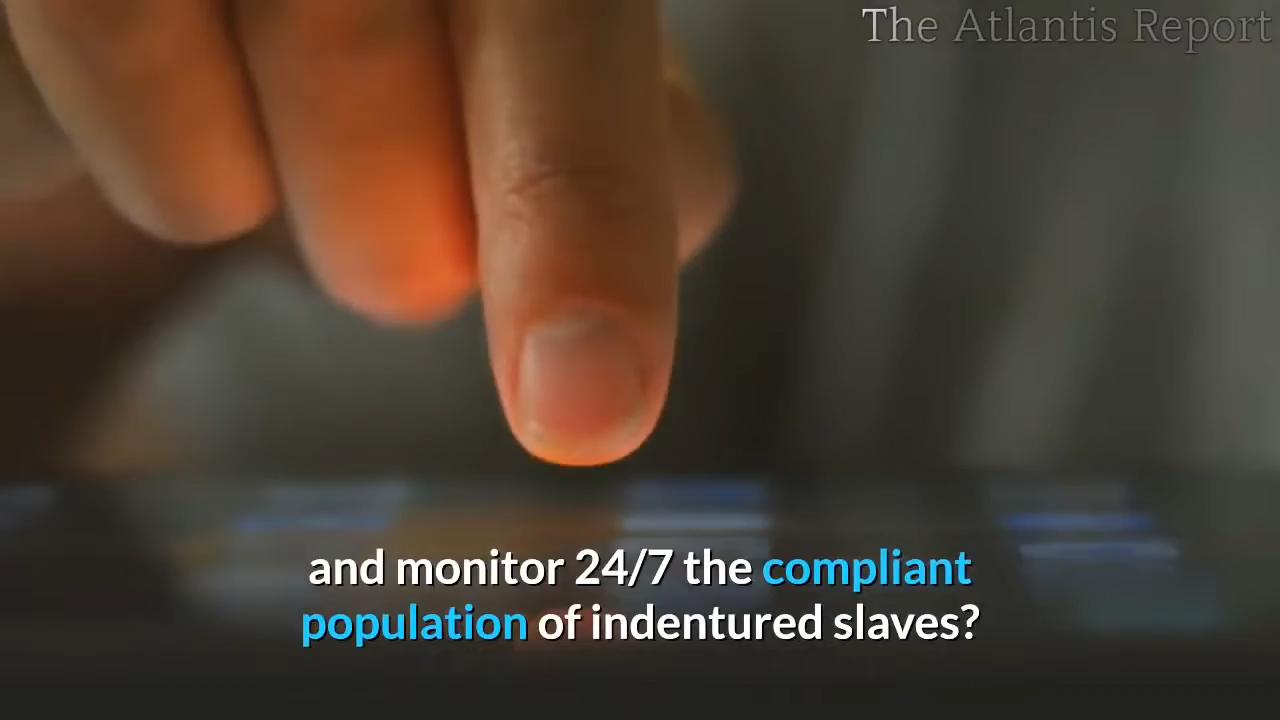 The Atlantis Report
and monitor 24/7 the compliant
population of indentured slaves?